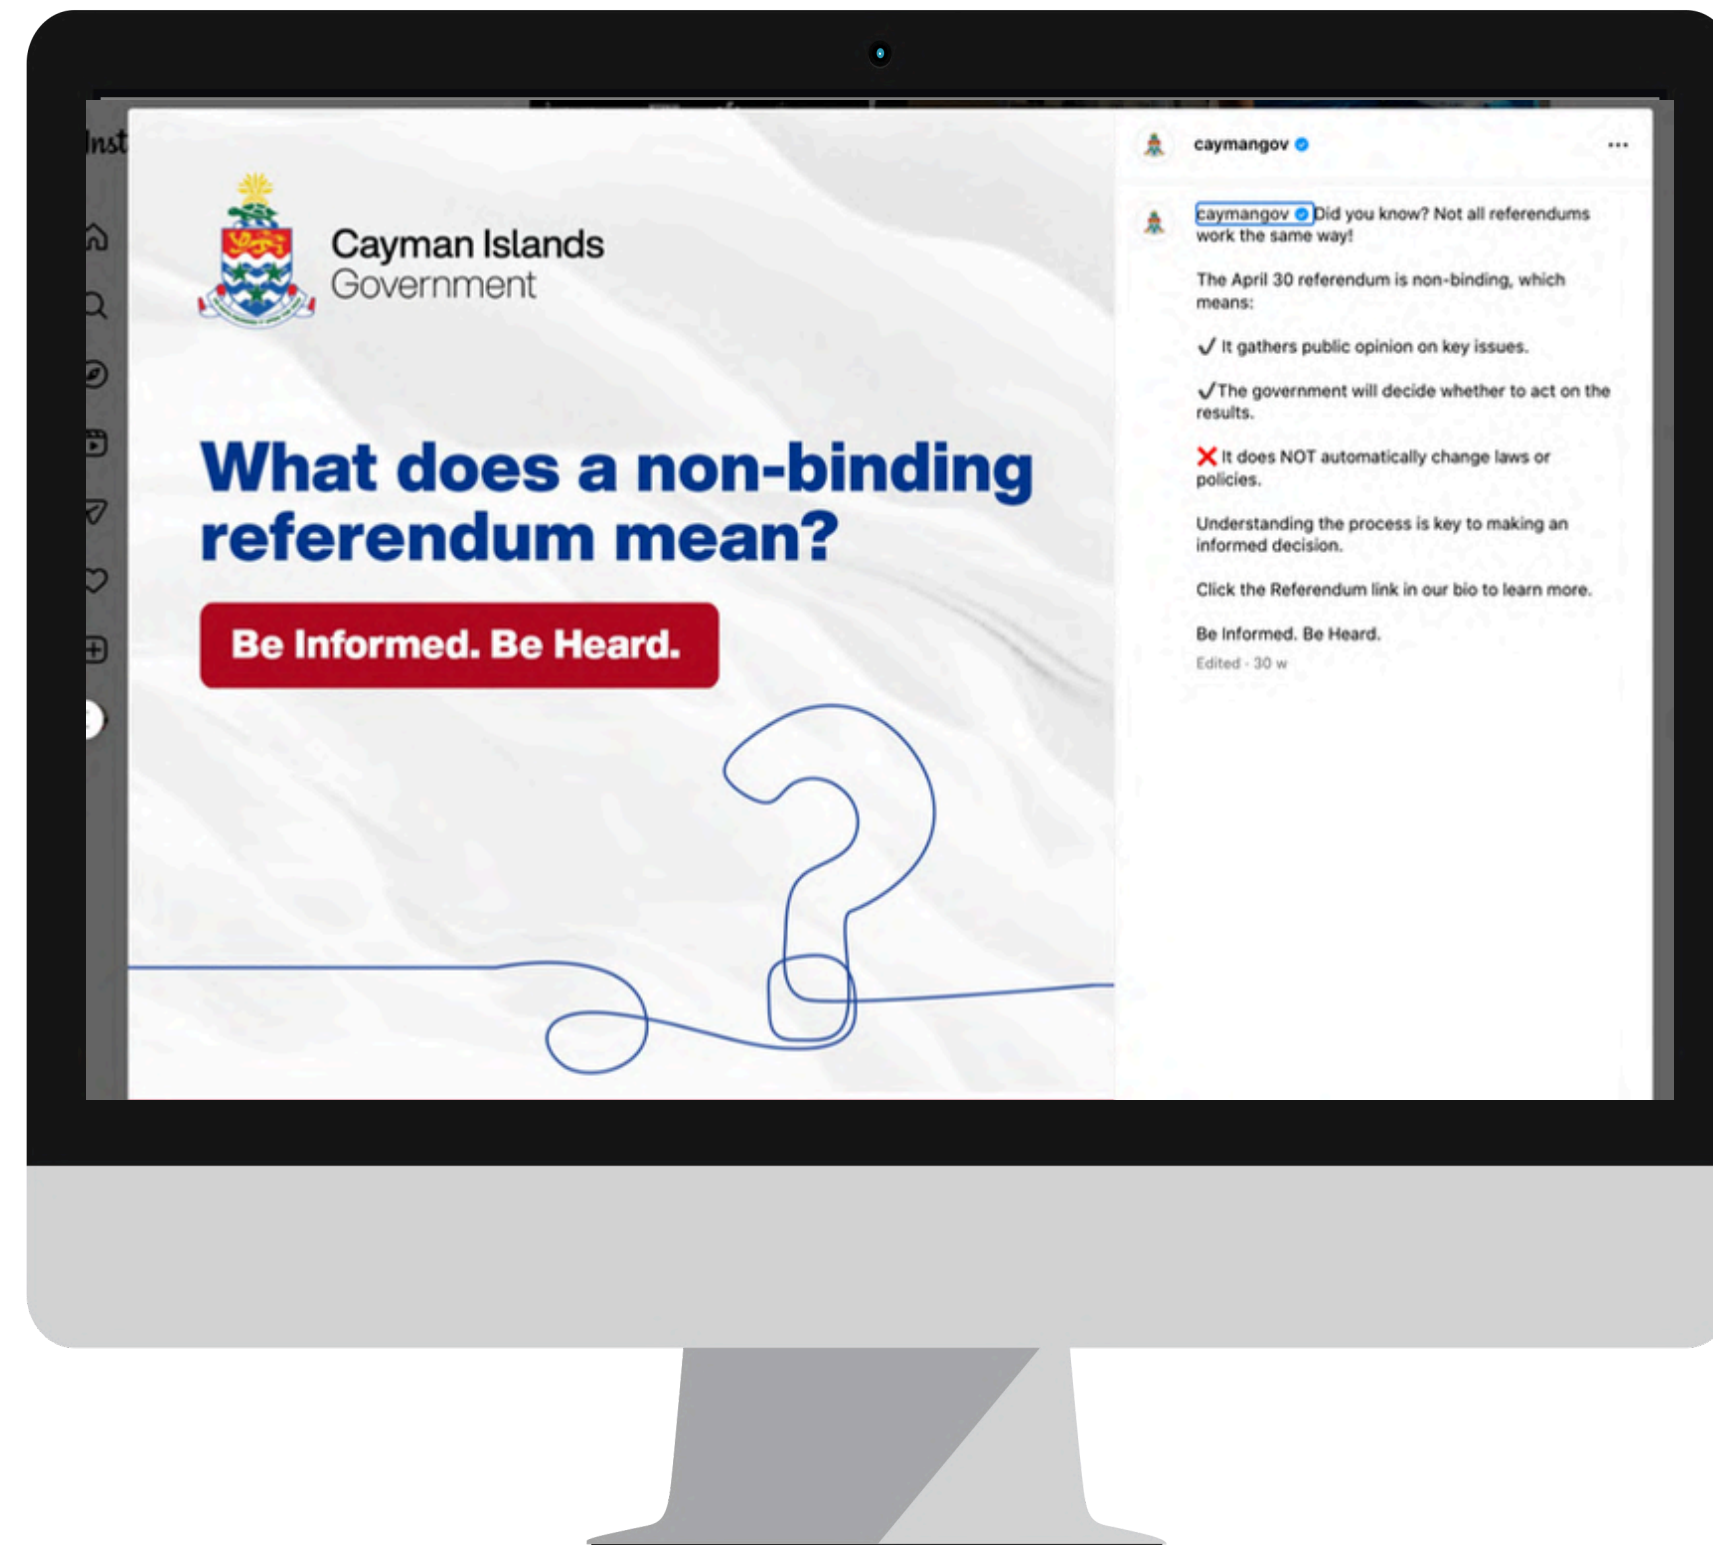 Inst
Cayman Islands
Government
What does a non-binding
referendum mean?
Be Informed. Be Heard.
caymangov
caymangov Did you know? Not all referendums
work the same way!
The April 30 referendum is non-binding, which
means:
✓ It gathers public opinion on key issues.
✓The government will decide whether to act on the
results.
❌ It does NOT automatically change laws or
policies.
Understanding the process is key to making an
informed decision.
Click the Referendum link in our bio to learn more.
Be Informed. Be Heard.
Edited · 30 w